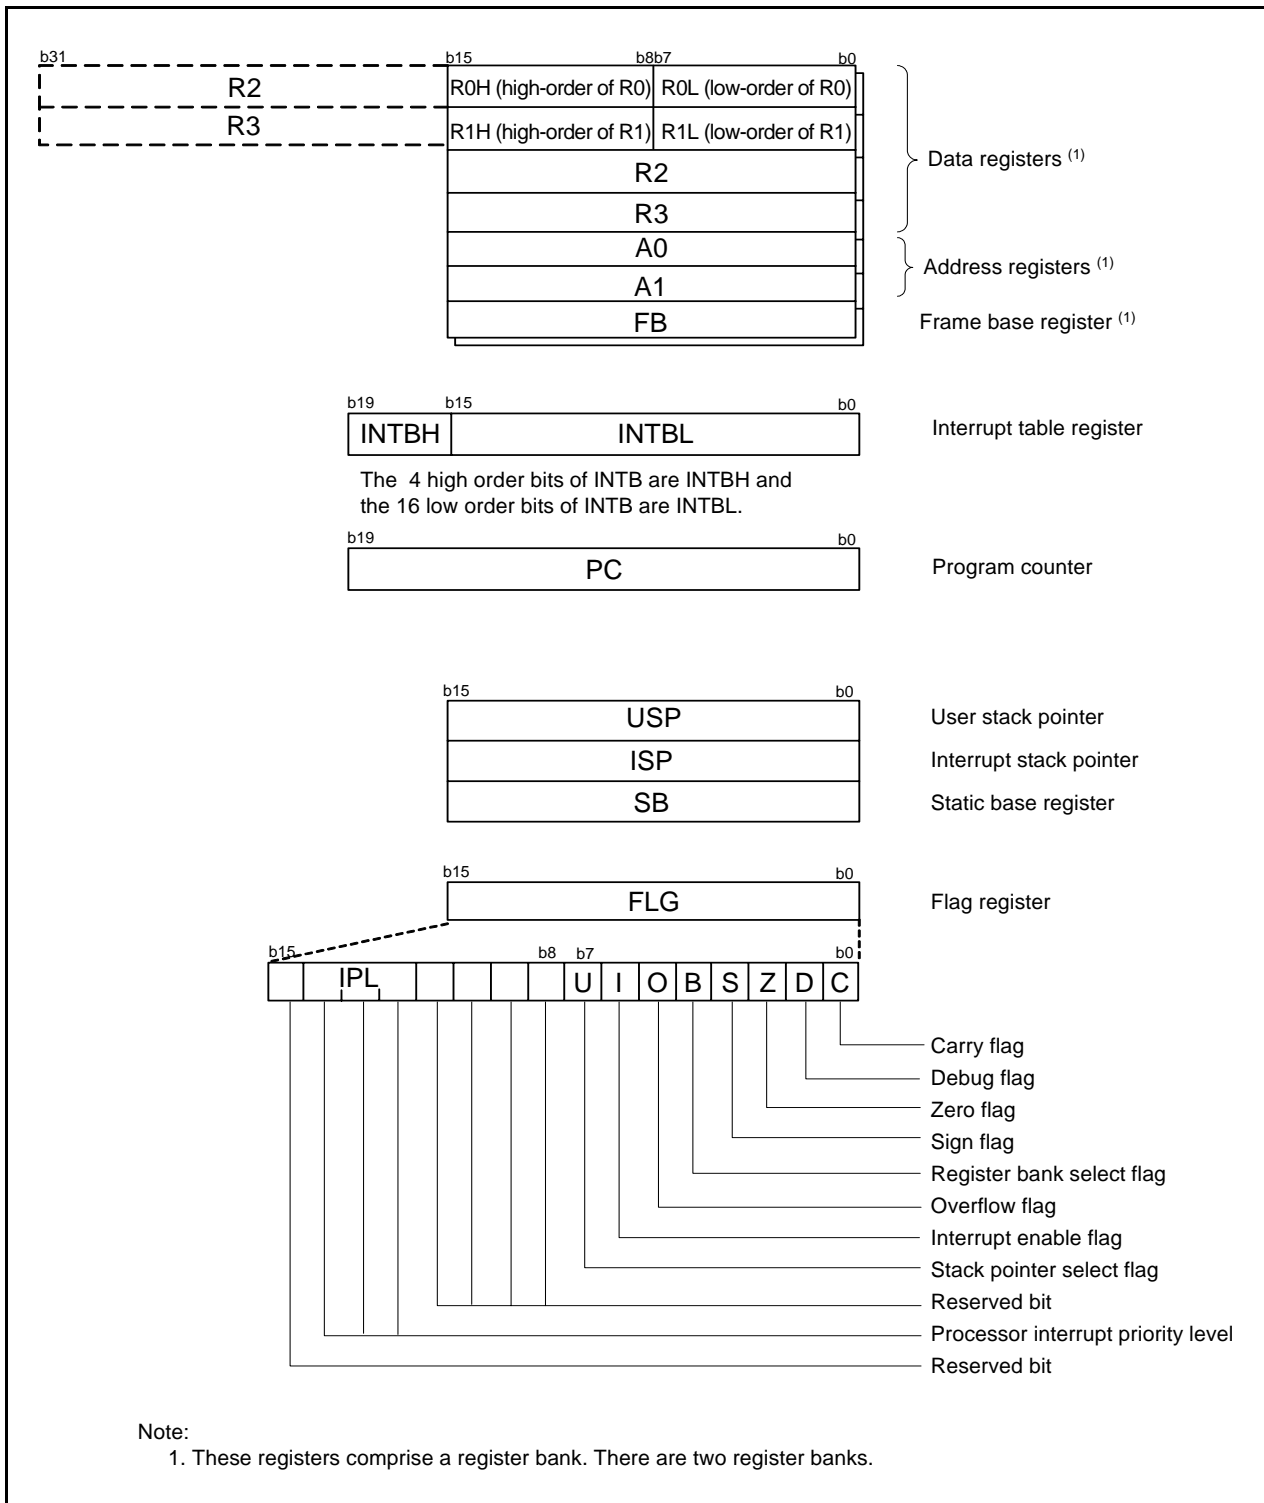 b31 b15 b8b7 b0
R2 R0H (high-order of R0) R0L (low-order of R0)
R3 R1H (high-order of R1) R1L (low-order of R1)
Data registers (1)
R2
R3
A0
Address registers (1)
A1
FB Frame base register (1)
b19 b15 b0
INTBH INTBL Interrupt table register
The 4 high order bits of INTB are INTBH and
the 16 low order bits of INTB are INTBL.
b19 b0
PC Program counter
b15 b0
USP User stack pointer
ISP Interrupt stack pointer
SB Static base register
b15 b0
FLG Flag register
b15 b8 b7 b0
IPL U I O B S Z D C
Carry flag
Debug flag
Zero flag
Sign flag
Register bank select flag
Overflow flag
Interrupt enable flag
Stack pointer select flag
Reserved bit
Processor interrupt priority level
Reserved bit
Note:
1. These registers comprise a register bank. There are two register banks.